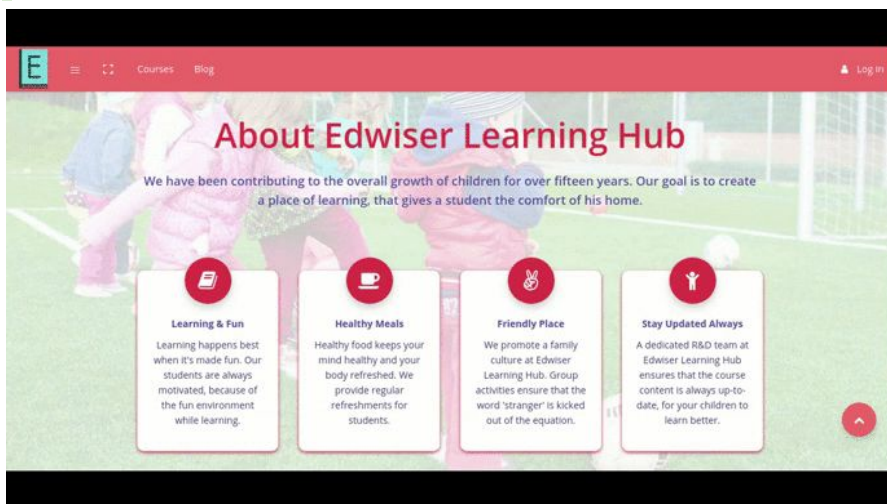 E
Courses Blog Log in
About Edwiser Learning Hub
We have been contributing to the overall growth of children for over fifteen years. Our goal is to create
a place of learning, that gives a student the comfort of his home.
Learning & Fun
Learning happens best
when it's made fun. Our
students are always
motivated, because of
the fun environment
while learning.
Healthy Meals
Healthy food keeps your
mind healthy and your
body refreshed. We
provide regular
refreshments for
students.
Friendly Place
We promote a family
culture at Edwiser
Learning Hub. Group
activities ensure that the
word 'stranger' is kicked
out of the equation.
Stay Updated Always
A dedicated R&D team at
Edwiser Learning Hub
ensures that the course
content is always up-to-
date, for your children to
learn better.